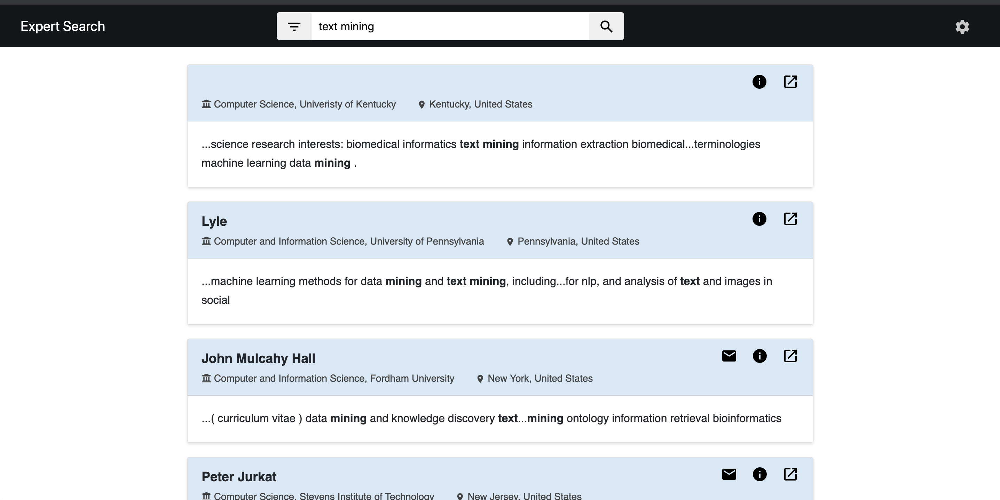 Expert Search
text mining
Computer Science, Univeristy of Kentucky
Kentucky, United States
...science research interests: biomedical informatics text mining information extraction biomedical...terminologies
machine learning data mining .
Lyle
Computer and Information Science, University of Pennsylvania
Pennsylvania, United States
...machine learning methods for data mining and text mining, including...for nlp, and analysis of text and images in
social
John Mulcahy Hall
Computer and Information Science, Fordham University
New York, United States
...( curriculum vitae ) data mining and knowledge discovery text...mining ontology information retrieval bioinformatics
Peter Jurkat
Computer Science, Stevens Institute of Technology
New Jersey, United States